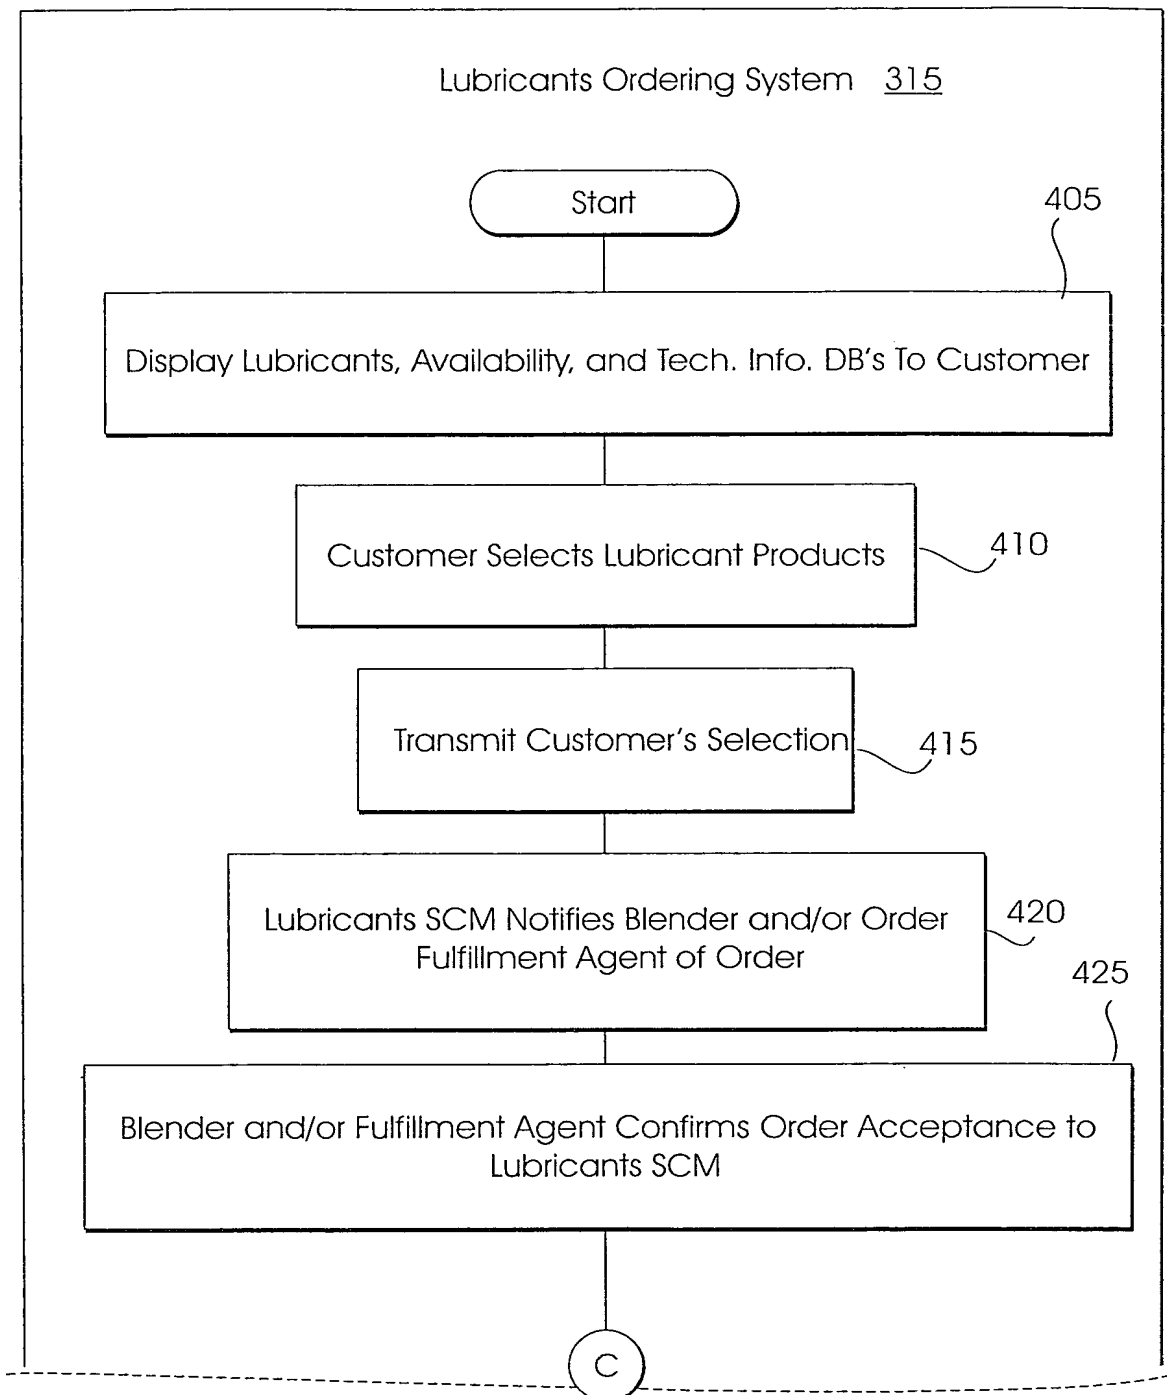 Lubricants Ordering System 315
Start
405
Display Lubricants, Availability, and Tech. Info. DB's To Customer
Customer Selects Lubricant Products
410
Transmit Customer's Selection
415
Lubricants SCM Notifies Blender and/or Order
Fulfillment Agent of Order
420
425
Blender and/or Fulfillment Agent Confirms Order Acceptance to
Lubricants SCM
C